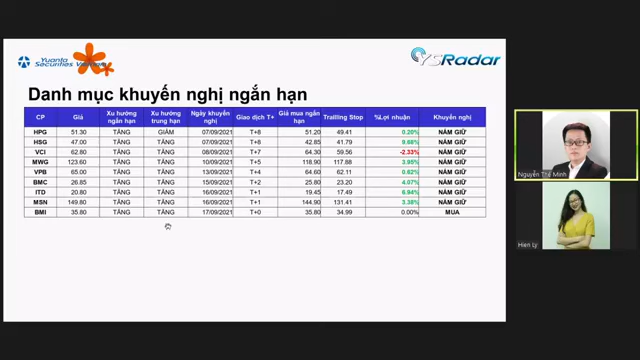 Yuanta
Securities Vietnam
YSRadar
Danh mục khuyến nghị ngắn hạn
CP Giá Xu hướng ngắn hạn Xu hướng trung hạn Ngày khuyến nghị Giao dịch T+ Giá mua ngắn hạn Trailling Stop %Lợi nhuận Khuyến nghị
HPG 51.30 TĂNG GIẢM 07/09/2021 T+8 51.20 49.41 0.20% NẮM GIỮ
HSG 47.00 TĂNG TĂNG 07/09/2021 T+8 42.85 41.79 9.68% NẮM GIỮ
VCI 62.80 TĂNG TĂNG 08/09/2021 T+7 64.30 59.56 -2.33% NẮM GIỮ
MWG 123.60 TĂNG TĂNG 10/09/2021 T+5 118.90 117.88 3.95% NẮM GIỮ
VPB 65.00 TĂNG TĂNG 13/09/2021 T+4 64.60 62.11 0.62% NẮM GIỮ
BMC 26.85 TĂNG TĂNG 15/09/2021 T+2 25.80 23.20 4.07% NẮM GIỮ
ITD 20.80 TĂNG TĂNG 16/09/2021 T+1 19.45 17.49 6.94% NẮM GIỮ
MSN 149.80 TĂNG TĂNG 16/09/2021 T+1 144.90 131.41 3.38% NẮM GIỮ
BMI 35.80 TĂNG TĂNG 17/09/2021 T+0 35.80 34.99 0.00% MUA
Nguyễn Thế Minh
Hien Ly